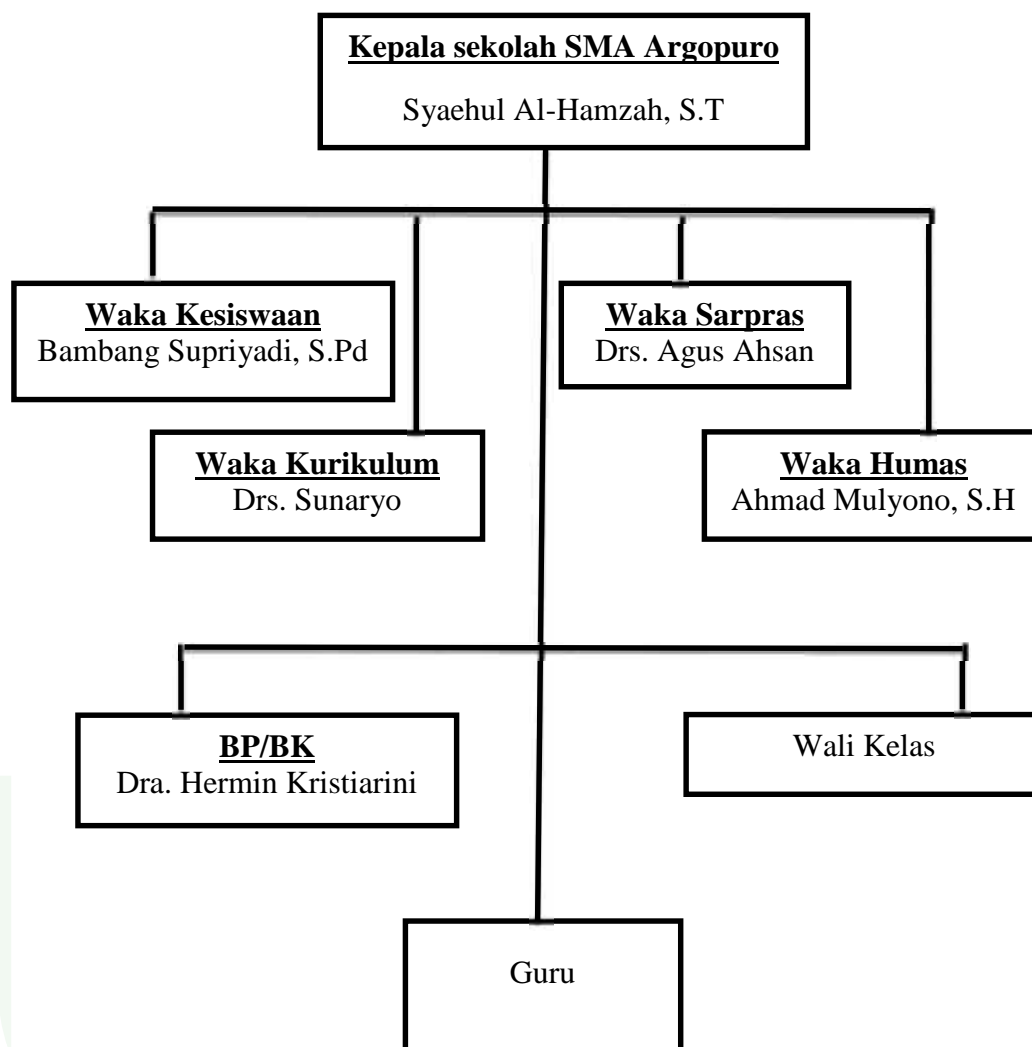 Kepala sekolah SMA Argopuro
Syaehul Al-Hamzah, S.T
Waka Kesiswaan
Bambang Supriyadi, S.Pd
Waka Sarpras
Drs. Agus Ahsan
Waka Kurikulum
Drs. Sunaryo
Waka Humas
Ahmad Mulyono, S.H
BP/BK
Dra. Hermin Kristiarini
Wali Kelas
Guru